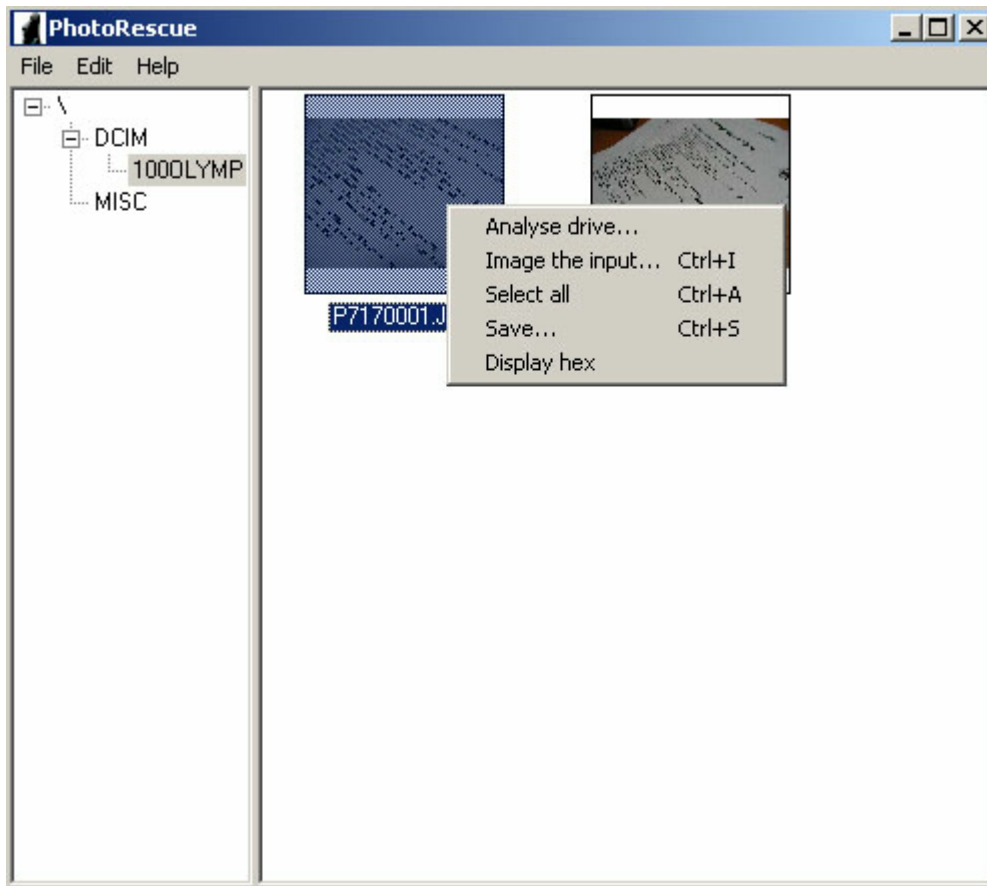 PhotoRescue
File Edit Help
\
DCIM
100OLYMP
MISC
P7170001.J
Analyse drive...
Image the input... Ctrl+I
Select all Ctrl+A
Save... Ctrl+S
Display hex